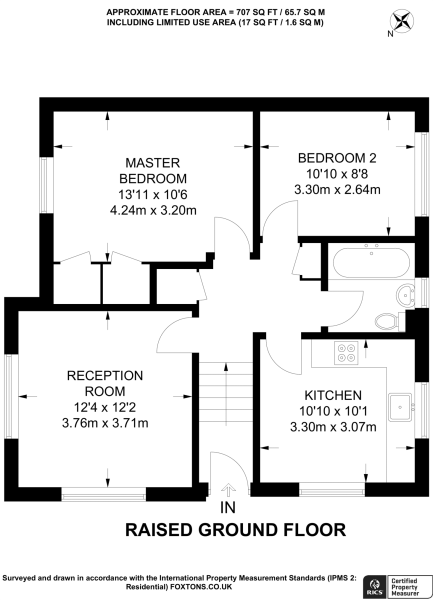 APPROXIMATE FLOOR AREA = 707 SQ FT / 65.7 SQ M
INCLUDING LIMITED USE AREA (17 SQ FT / 1.6 SQ M)
N
MASTER
BEDROOM
13'11 x 10'6
4.24m x 3.20m
BEDROOM 2
10'10 x 8'8
3.30m x 2.64m
RECEPTION
ROOM
12'4 x 12'2
3.76m x 3.71m
KITCHEN
10'10 x 10'1
3.30m x 3.07m
IN
RAISED GROUND FLOOR
Surveyed and drawn in accordance with the International Property Measurement Standards (IPMS 2:
Residential) FOXTONS.CO.UK
RICS
Certified
Property
Measurer